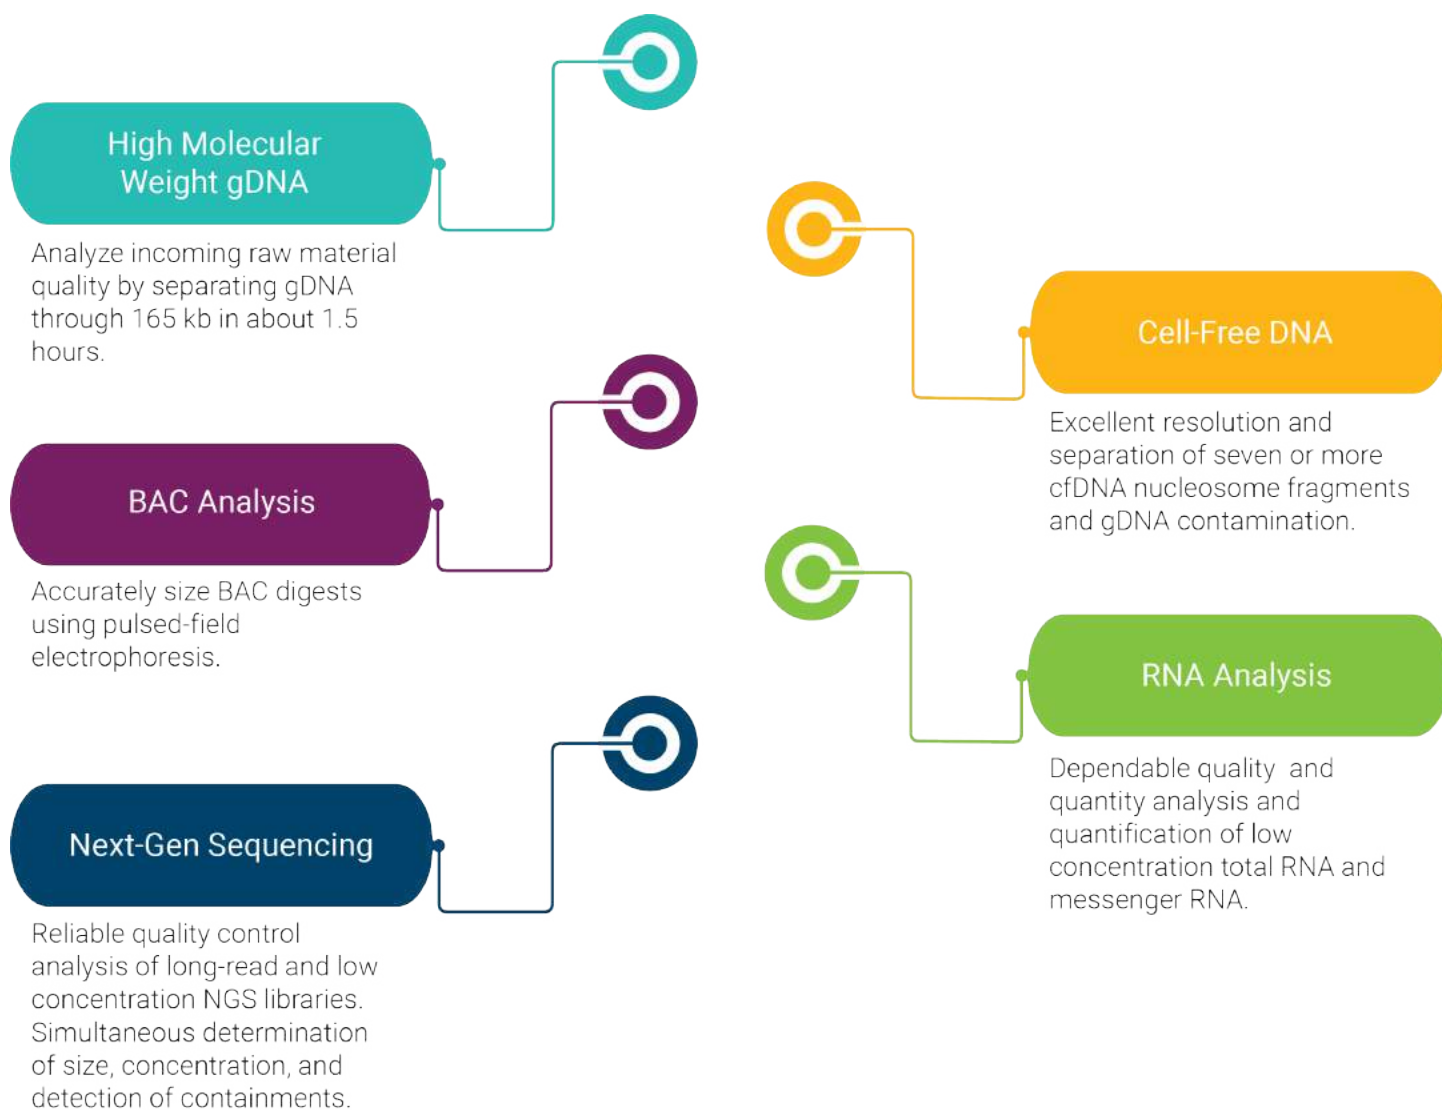 High Molecular
Weight gDNA
Analyze incoming raw material
quality by separating gDNA
through 165 kb in about 1.5
hours.
Cell-Free DNA
Excellent resolution and
separation of seven or more
cfDNA nucleosome fragments
and gDNA contamination.
BAC Analysis
Accurately size BAC digests
using pulsed-field
electrophoresis.
RNA Analysis
Dependable quality  and
quantity analysis and
quantification of low
concentration total RNA and
messenger RNA.
Next-Gen Sequencing
Reliable quality control
analysis of long-read and low
concentration NGS libraries.
Simultaneous determination
of size, concentration, and
detection of containments.